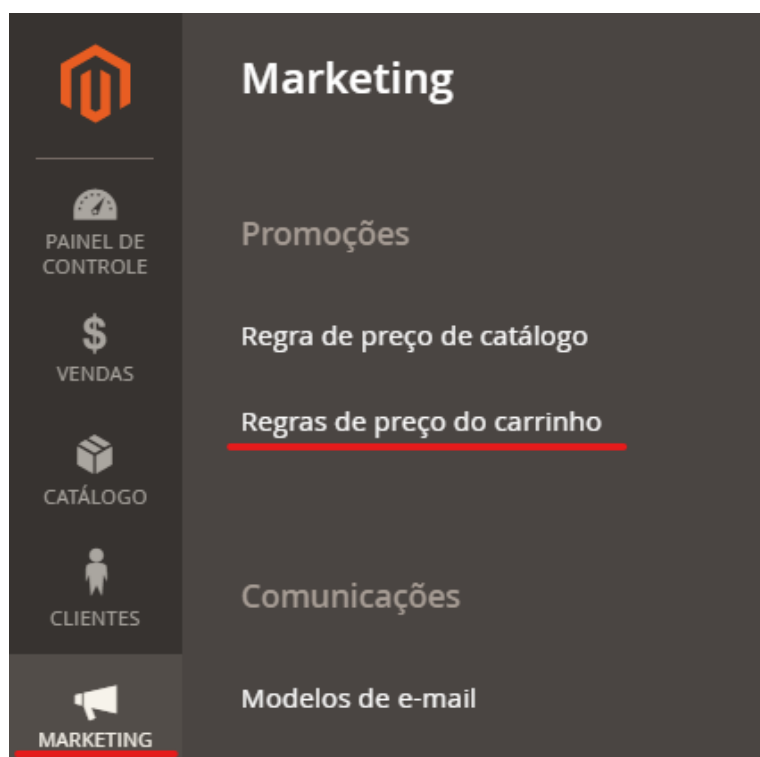 Marketing
PAINEL DE
CONTROLE
VENDAS
CATÁLOGO
CLIENTES
MARKETING
Promoções
Regra de preço de catálogo
Regras de preço do carrinho
Comunicações
Modelos de e-mail